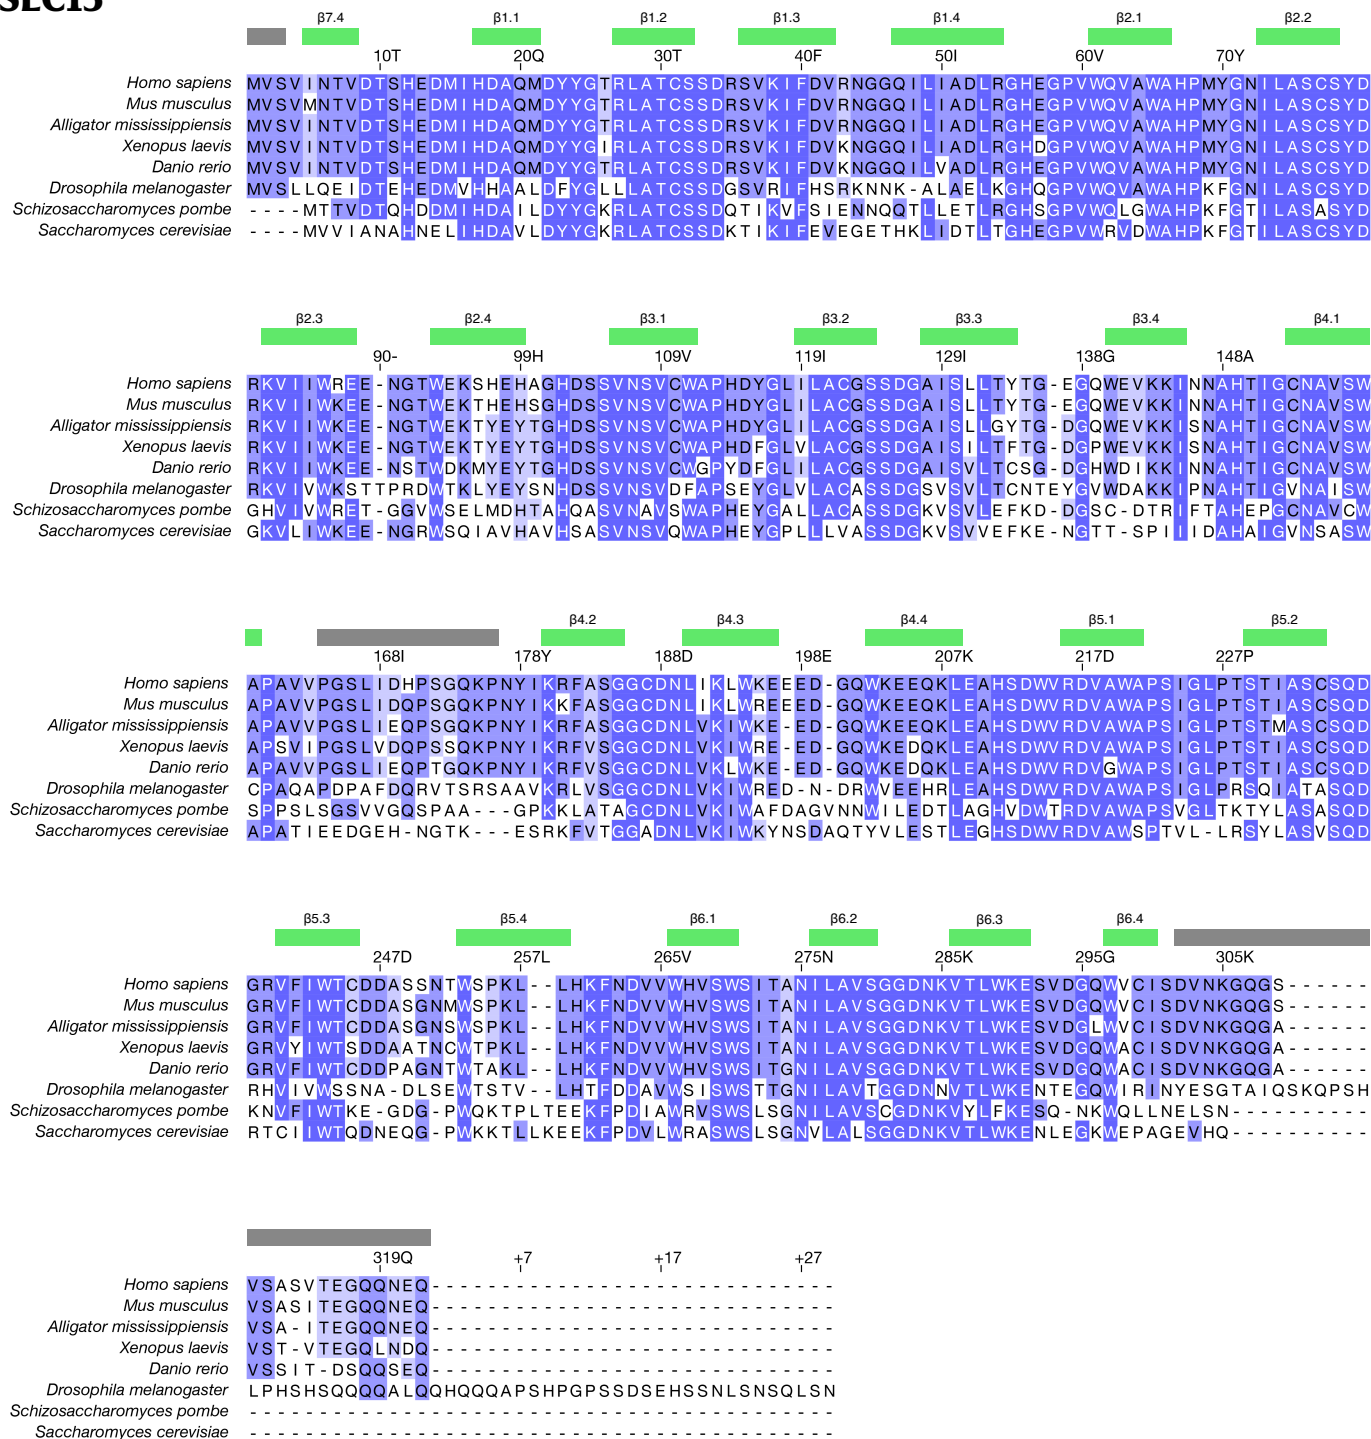 SEC13
β7.4 β1.1 β1.2 β1.3 β1.4 β2.1 β2.2
10T 20Q 30T 40F 50I 60V 70Y
Homo sapiens MVSVINTVDTSHEDMIHDAQMDYYGTRLATCSSDRSVKIFDVRNGGQILIADLRGHEGPVWQVAWAHPMYGNILASCSYD
Mus musculus MVSVMNTVDTSHEDMIHDAQMDYYGTRLATCSSDRSVKIFDVRNGGQILIADLRGHEGPVWQVAWAHPMYGNILASCSYD
Alligator mississippiensis MVSVINTVDTSHEDMIHDAQMDYYGTRLATCSSDRSVKIFDVRNGGQILIADLRGHEGPVWQVAWAHPMYGNILASCSYD
Xenopus laevis MVSVINTVDTSHEDMIHDAQMDYYGIRLATCSSDRSVKIFDVKNGGQILIADLRGHDGPVWQVAWAHPMYGNILASCSYD
Danio rerio MVSVINTVDTSHEDMIHDAQMDYYGTRLATCSSDRSVKIFDVKNGGQILVADLRGHEGPVWQVAWAHPMYGNILASCSYD
Drosophila melanogaster MVSLLQEIDTEHEDMVHHAALDFYGLLLATCSSDGSVRIFHSRKNNK-ALAELKGHQGPVWQVAWAHPKFGNILASCSYD
Schizosaccharomyces pombe ----MTTVDTQHDDMIHDAILDYYGKRLATCSSDQTIKVFSIENNQQTLLETLRGHSGPVWQLGWAHPKFGTILASASYD
Saccharomyces cerevisiae ----MVVIANAHNELIHDAVLDYYGKRLATCSSDKTIKIFEVEGETHKLIDTLTGHEGPVWRVDWAHPKFGTILASCSYD
β2.3 β2.4 β3.1 β3.2 β3.3 β3.4 β4.1
90- 99H 109V 119I 129I 138G 148A
Homo sapiens RKVIIWREE-NGTWEKSHEHAGHDSSVNSVCWAPHDYGLILACGSSDGAISLLTYTG-EGQWEVKKINNAHTIGCNAVSW
Mus musculus RKVIIWKEE-NGTWEKTHEHSGHDSSVNSVCWAPHDYGLILACGSSDGAISLLTYTG-EGQWEVKKINNAHTIGCNAVSW
Alligator mississippiensis RKVIIWKEE-NGTWEKTYEYTGHDSSVNSVCWAPHDYGLILACGSSDGAISLLGYTG-DGQWEVKKISNAHTIGCNAVSW
Xenopus laevis RKVIIWKEE-NGTWEKTYEYTGHDSSVNSVCWAPHDFGLVLACGSSDGAISILTFTG-DGPWEVKKISNAHTIGCNAVSW
Danio rerio RKVIIWKEE-NSTWDKMYEYTGHDSSVNSVCWGPYDFGLILACGSSDGAISVLTCSG-DGHWDIKKINNAHTIGCNAVSW
Drosophila melanogaster RKVIVWKSTTPRDWTKLYEYSNHDSSVNSVDFAPSEYGLVLACASSDGSVSVLTCNTEYGVWDAKKIPNAHTIGVNAISW
Schizosaccharomyces pombe GHVIVWRET-GGVWSELMDHTAHQASVNAVSWAPHEYGALLACASSDGKVSVLEFKD-DGSC-DTRIFTAHEPGCNAVCW
Saccharomyces cerevisiae GKVLIWKEE-NGRWSQIAVHAVHSASVNSVQWAPHEYGPLLLVASSDGKVSVVEFKE-NGTT-SPIIIDAHAIGVNSASW
β4.2 β4.3 β4.4 β5.1 β5.2
168I 178Y 188D 198E 207K 217D 227P
Homo sapiens APAVVPGSLIDHPSGQKPNYIKRFASGGCDNLIKLWKEEED-GQWKEEQKLEAHSDWVRDVAWAPSIGLPTSTIASCSQD
Mus musculus APAVVPGSLIDQPSGQKPNYIKKFASGGCDNLIKLWREEED-GQWKEEQKLEAHSDWVRDVAWAPSIGLPTSTIASCSQD
Alligator mississippiensis APAVVPGSLIEQPSGQKPNYIKRFASGGCDNLVKIWKEEED-GQWKEEQKLEAHSDWVRDVAWAPSIGLPTSTMASCSQD
Xenopus laevis APSVIPGSLVDQPSSQKPNYIKRFVSGGCDNLVKIWRE-ED-GQWKEDQKLEAHSDWVRDVAWAPSIGLPTSTIASCSQD
Danio rerio APAVVPGSLIEQPTGQKPNYIKRFVSGGCDNLVKLWKE-ED-GQWKEDQKLEAHSDWVRDVGWAPSIGLPTSTIASCSQD
Drosophila melanogaster CPAQAPDPAFDQRVTSRSAAVKRLVSGGCDNLVKIWRED-N-DRWVEEHRLEAHSDWVRDVAWAPSIGLPRSQIATASQD
Schizosaccharomyces pombe SPPSLSGSVVGQSPAA---GPKKLATAGCDNLVKIWAFDAGVNNWILEDTLAGHVDWTRDVAWAPSVGLTKTYLASASQD
Saccharomyces cerevisiae APATIEEDGEH-NGTK---ESRKFVTGGADNLVKIWKYNSDAQTYVLESTLEGHSDWVRDVAWSPTVL-LRSYLASVSQD
β5.3 β5.4 β6.1 β6.2 β6.3 β6.4
247D 257L 265V 275N 285K 295G 305K
Homo sapiens GRVFIWTCDDASSNTWSPKL--LHKFNDVVWHVSWSITANILAVSGGDNKVTLWKESVDGQWVCISDVNKGQGS------
Mus musculus GRVFIWTCDDASGNMWSPKL--LHKFNDVVWHVSWSITANILAVSGGDNKVTLWKESVDGQWVCISDVNKGQGS------
Alligator mississippiensis GRVFIWTCDDASGNSWSPKL--LHKFNDVVWHVSWSITANILAVSGGDNKVTLWKESVDGLWVCISDVNKGQGA------
Xenopus laevis GRVYIWTSDDAATNCWTPKL--LHKFNDVVWHVSWSITANILAVSGGDNKVTLWKESVDGQWACISDVNKGQGA------
Danio rerio GRVFIWTCDDPAGNTWTAKL--LHKFNDVVWHVSWSITANILAVSGGDNKVTLWKESVDGQWACISDVNKGQGA------
Drosophila melanogaster RHVIVWSSNA-DLSEWTSTV--LHTFDDAVWSISWSTTGNILAVTGGDNNVTLWKENTEGQWIRINYESGTAIQSKQPSH
Schizosaccharomyces pombe KNVFIWTKE-GDG-PWQKTPLTEEKFPDIAWRVSWSLSGNILAVSCGDNKVYLFKESQ-NKWQLLNELSN----------
Saccharomyces cerevisiae RTCIIWTQDNEQG-PWKKTLLKEEKFPDVLWRASWSLSGNVLALSGGDNKVTLWKENLEGKWEPAGEVHQ----------
319Q +7 +17 +27
Homo sapiens VSASVTEGQQNEQ-----------------------------
Mus musculus VSASITEGQQNEQ-----------------------------
Alligator mississippiensis VSA-ITEGQQNEQ-----------------------------
Xenopus laevis VST-VTEGQLNDQ-----------------------------
Danio rerio VSSIT-DSQQSEQ-----------------------------
Drosophila melanogaster LPHSHSQQQQALQQHQQQAPSHPGPSSDSEHSSNLSNSQLSN
Schizosaccharomyces pombe ------------------------------------------
Saccharomyces cerevisiae ------------------------------------------